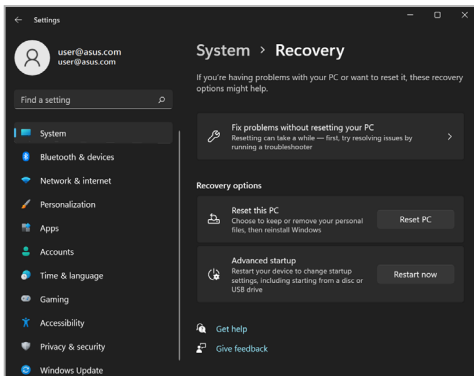 Settings
user@asus.com
user@asus.com
Find a setting
System
Bluetooth & devices
Network & internet
Personalization
Apps
Accounts
Time & language
Gaming
Accessibility
Privacy & security
Windows Update
System > Recovery
If you're having problems with your PC or want to reset it, these recovery
options might help.
Fix problems without resetting your PC
Resetting can take a while — first, try resolving issues by
running a troubleshooter
Recovery options
Reset this PC
Choose to keep or remove your personal
files, then reinstall Windows
Reset PC
Advanced startup
Restart your device to change startup
settings, including starting from a disc or
USB drive
Restart now
Get help
Give feedback